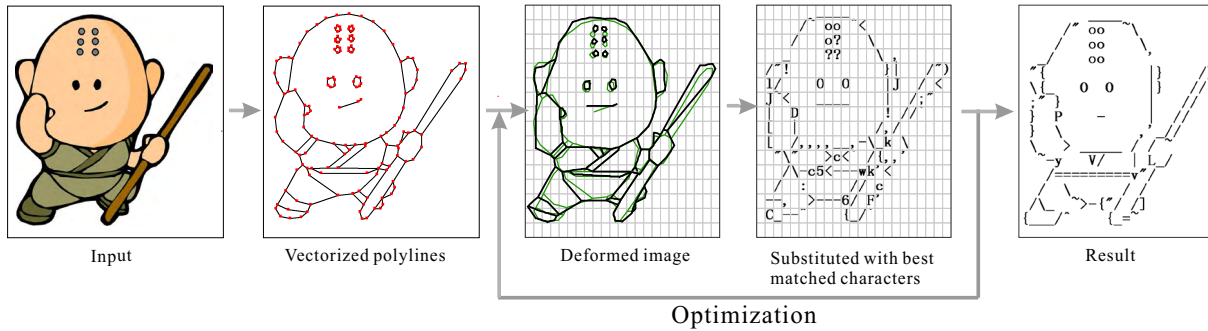 Input
Vectorized polylines
Deformed image
Substituted with best
matched characters
Result
Optimization